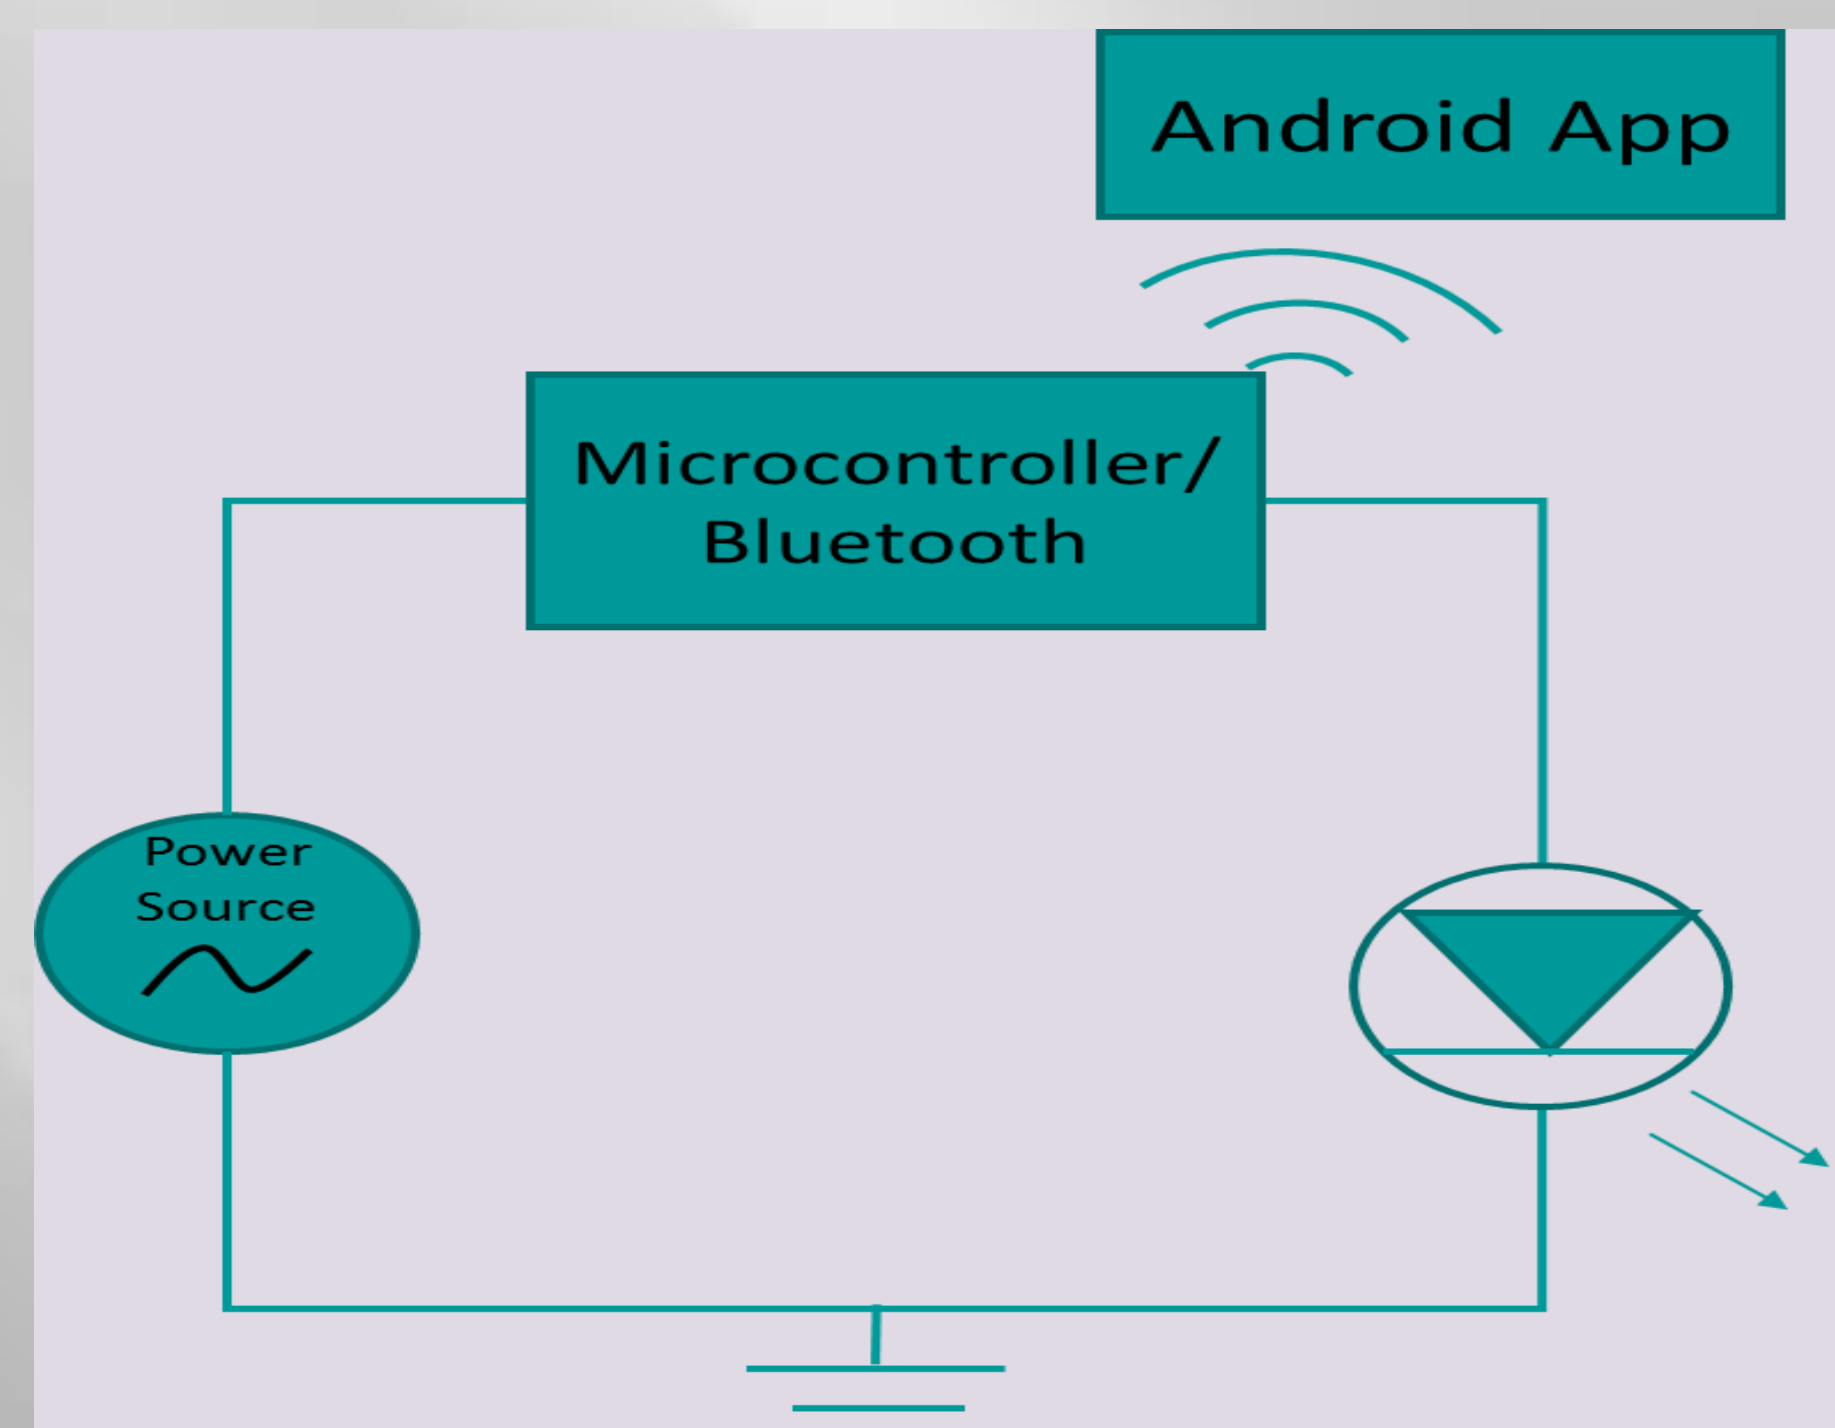 Android App
Microcontroller/
Bluetooth
Power
Source